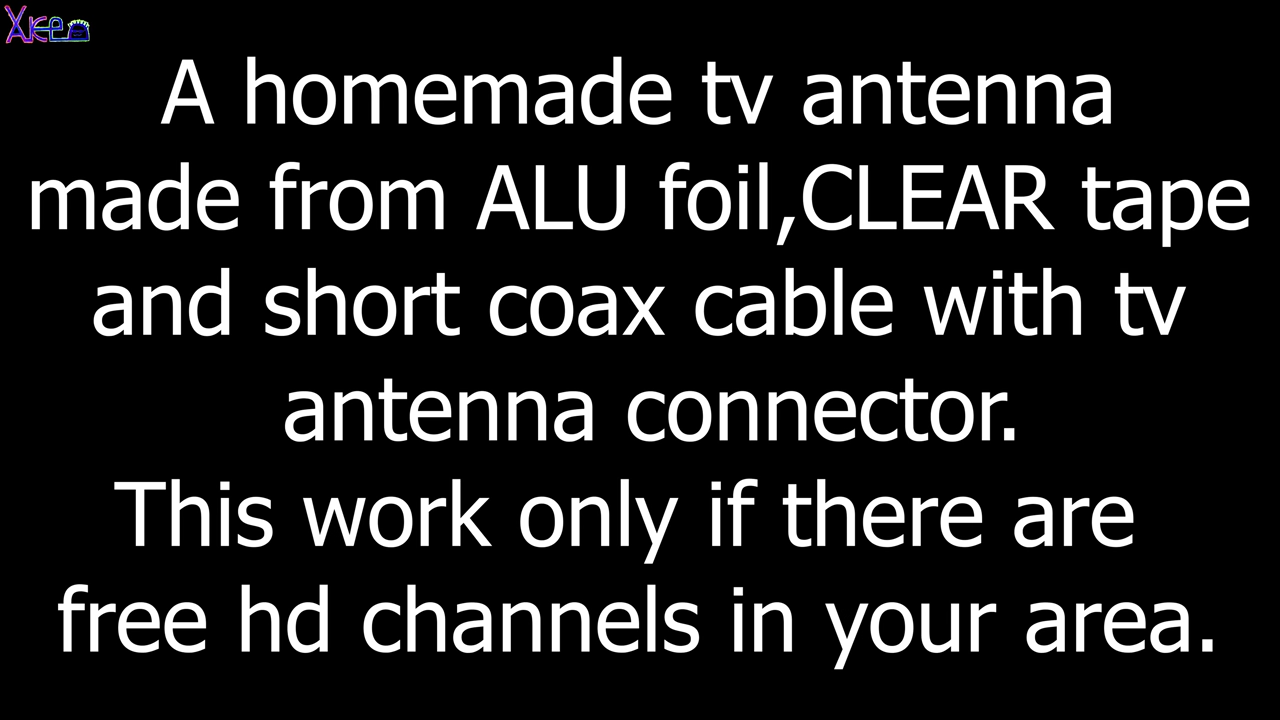 A homemade tv antenna
made from ALU foil,CLEAR tape
and short coax cable with tv
antenna connector.
This work only if there are
free hd channels in your area.